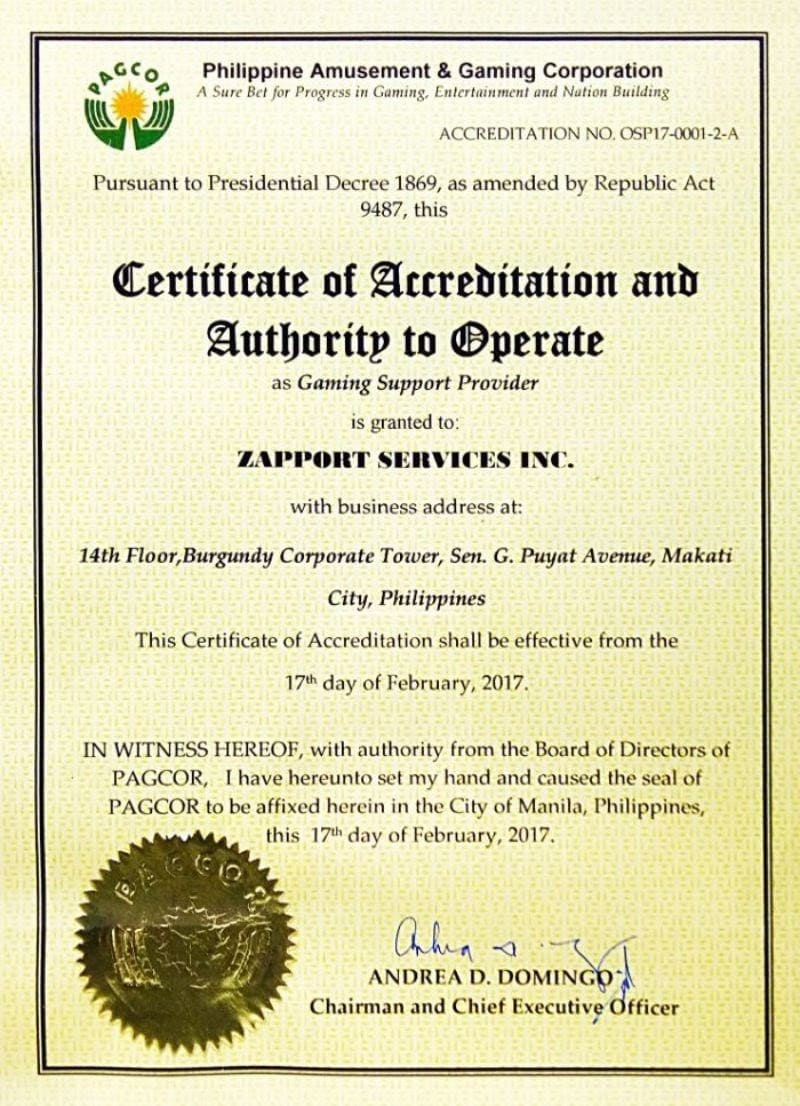 PAGCOR
Philippine Amusement & Gaming Corporation
A Sure Bet for Progress in Gaming, Entertainment and Nation Building
ACCREDITATION NO. OSP17-0001-2-A
Pursuant to Presidential Decree 1869, as amended by Republic Act
9487, this
Certificate of Accreditation and
Authority to Operate
as Gaming Support Provider
is granted to:
ZAPPORT SERVICES INC.
with business address at:
14th Floor,Burgundy Corporate Tower, Sen. G. Puyat Avenue, Makati
City, Philippines
This Certificate of Accreditation shall be effective from the
17th day of February, 2017.
IN WITNESS HEREOF, with authority from the Board of Directors of
PAGCOR, I have hereunto set my hand and caused the seal of
PAGCOR to be affixed herein in the City of Manila, Philippines,
this 17th day of February, 2017.
PAGCOR
ANDREA D. DOMINGO
Chairman and Chief Executive Officer